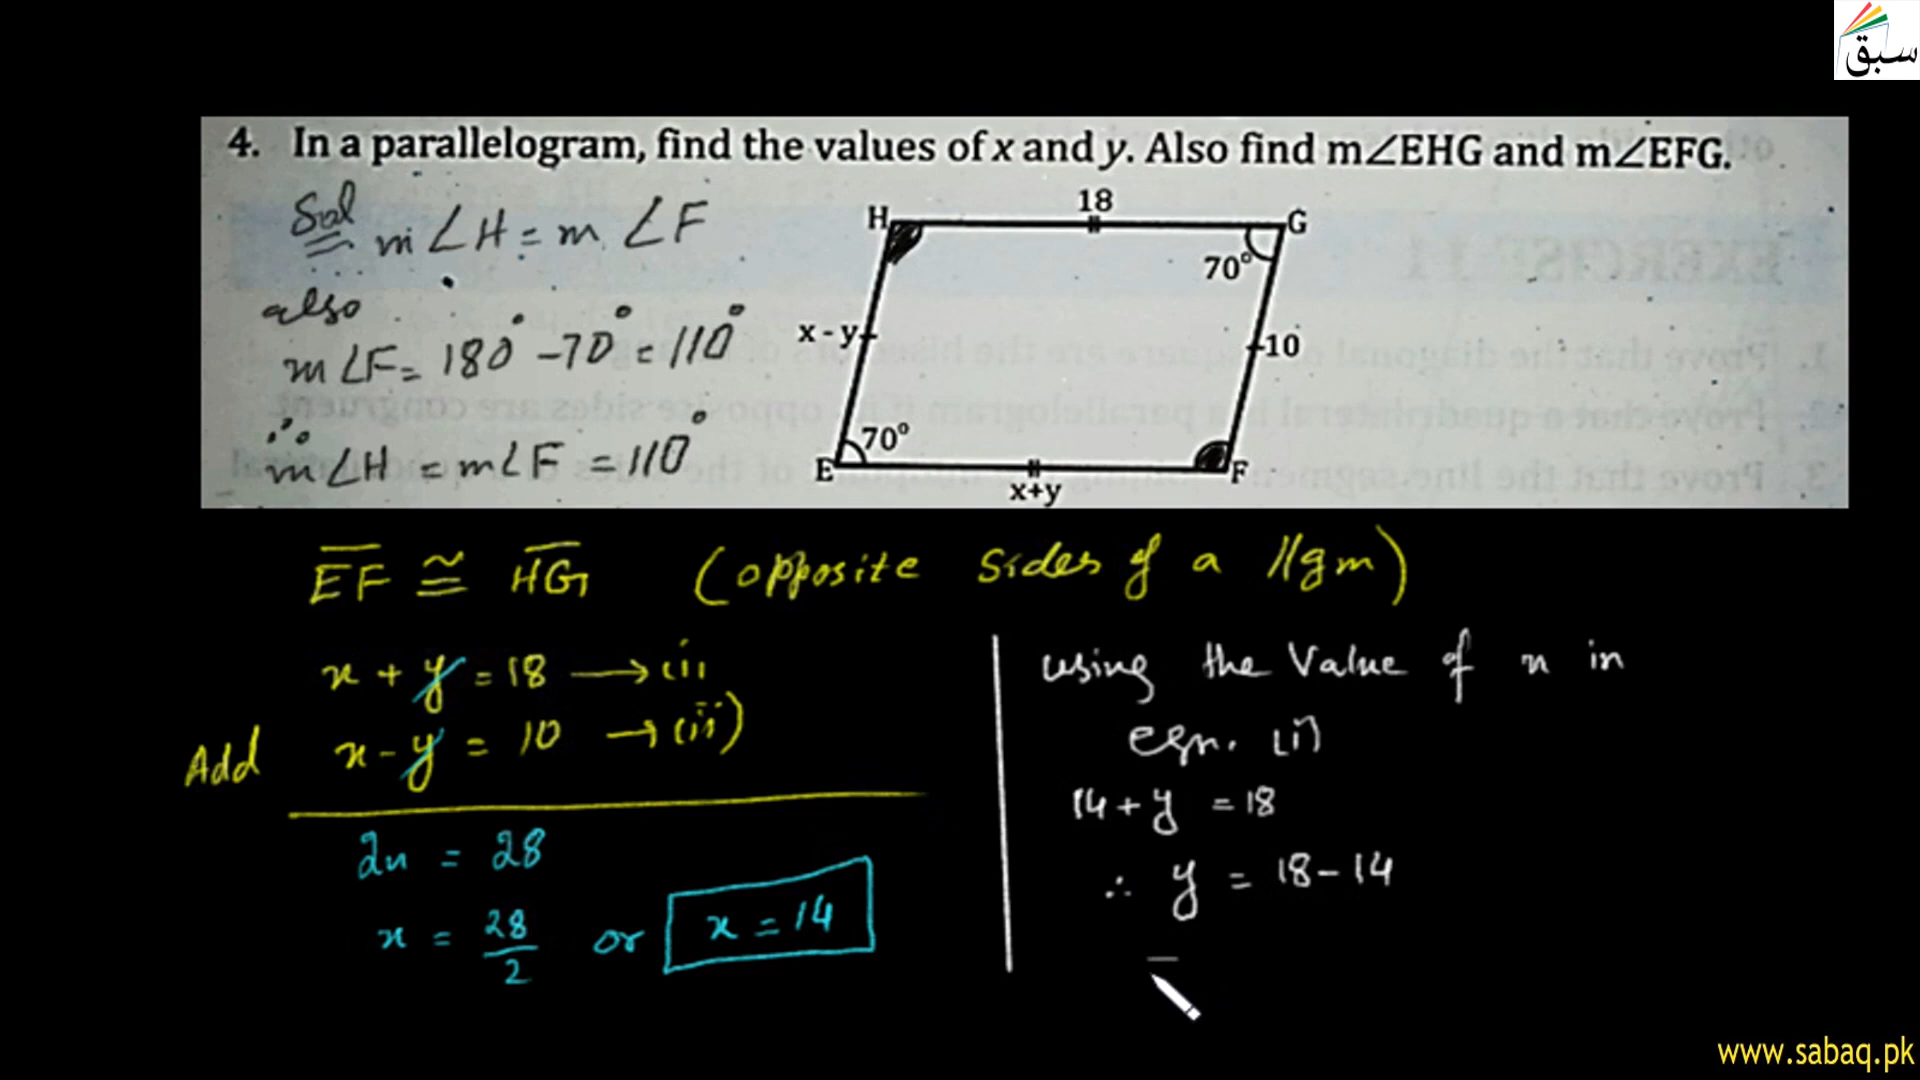 سبق
4. In a parallelogram, find the values of x and y. Also find m∠EHG and m∠EFG.
Sol
m∠H = m∠F
also
m∠F = 180° - 70° = 110°
∴ m∠H = m∠F = 110°
H
18
G
70°
x - y
10
70°
E
x+y
F
EF ≅ HG (opposite sides of a llgm)
x + y = 18 → (i)
Add x - y = 10 → (ii)
2x = 28
x = 28/2 or x = 14
using the Value of x in
eqn. (i)
14 + y = 18
∴ y = 18 - 14
www.sabaq.pk